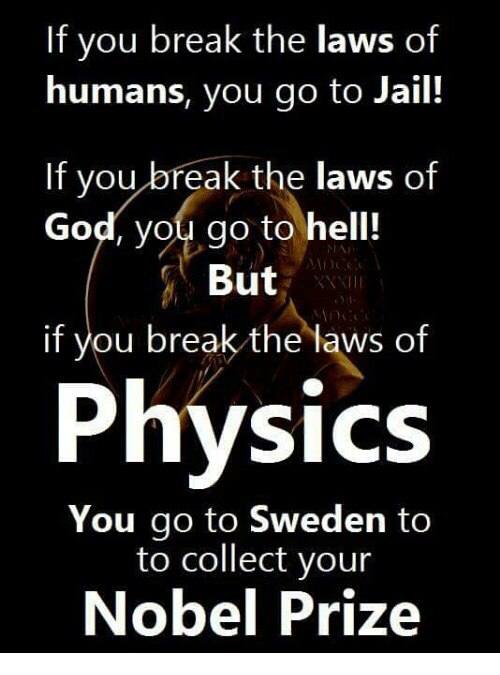 If you break the laws of
humans, you go to Jail!
If you break the laws of
God, you go to hell!
But
if you break the laws of
Physics
You go to Sweden to
to collect your
Nobel Prize